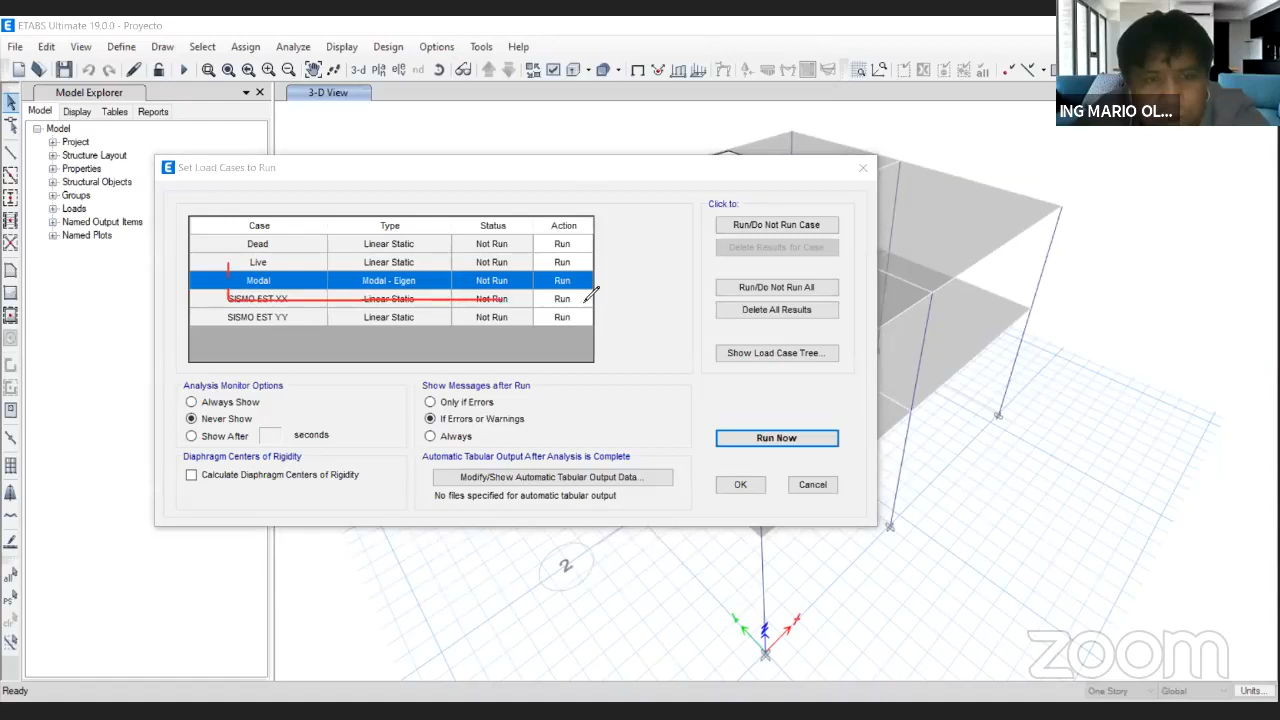 ETABS Ultimate 19.0.0 - Proyecto
File Edit View Define Draw Select Assign Analyze Display Design Options Tools Help
3-d nd all
Model Explorer
3-D View
ING MARIO OL...
Model Display Tables Reports
Model
Project
Structure Layout
Properties
Structural Objects
Groups
Loads
Named Output Items
Named Plots
Set Load Cases to Run
Click to:
Case Type Status Action
Dead Linear Static Not Run Run
Live Linear Static Not Run Run
Modal Modal - Eigen Not Run Run
SISMO EST XX Linear Static Not Run Run
SISMO EST YY Linear Static Not Run Run
Run/Do Not Run Case
Delete Results for Case
Run/Do Not Run All
Delete All Results
Show Load Case Tree...
Analysis Monitor Options
Always Show
Never Show
Show After seconds
Show Messages after Run
Only if Errors
If Errors or Warnings
Always
Run Now
Diaphragm Centers of Rigidity
Calculate Diaphragm Centers of Rigidity
Automatic Tabular Output After Analysis is Complete
Modify/Show Automatic Tabular Output Data...
No files specified for automatic tabular output
OK Cancel
2
all
PS
clr
zoom
Ready
One Story Global Units...